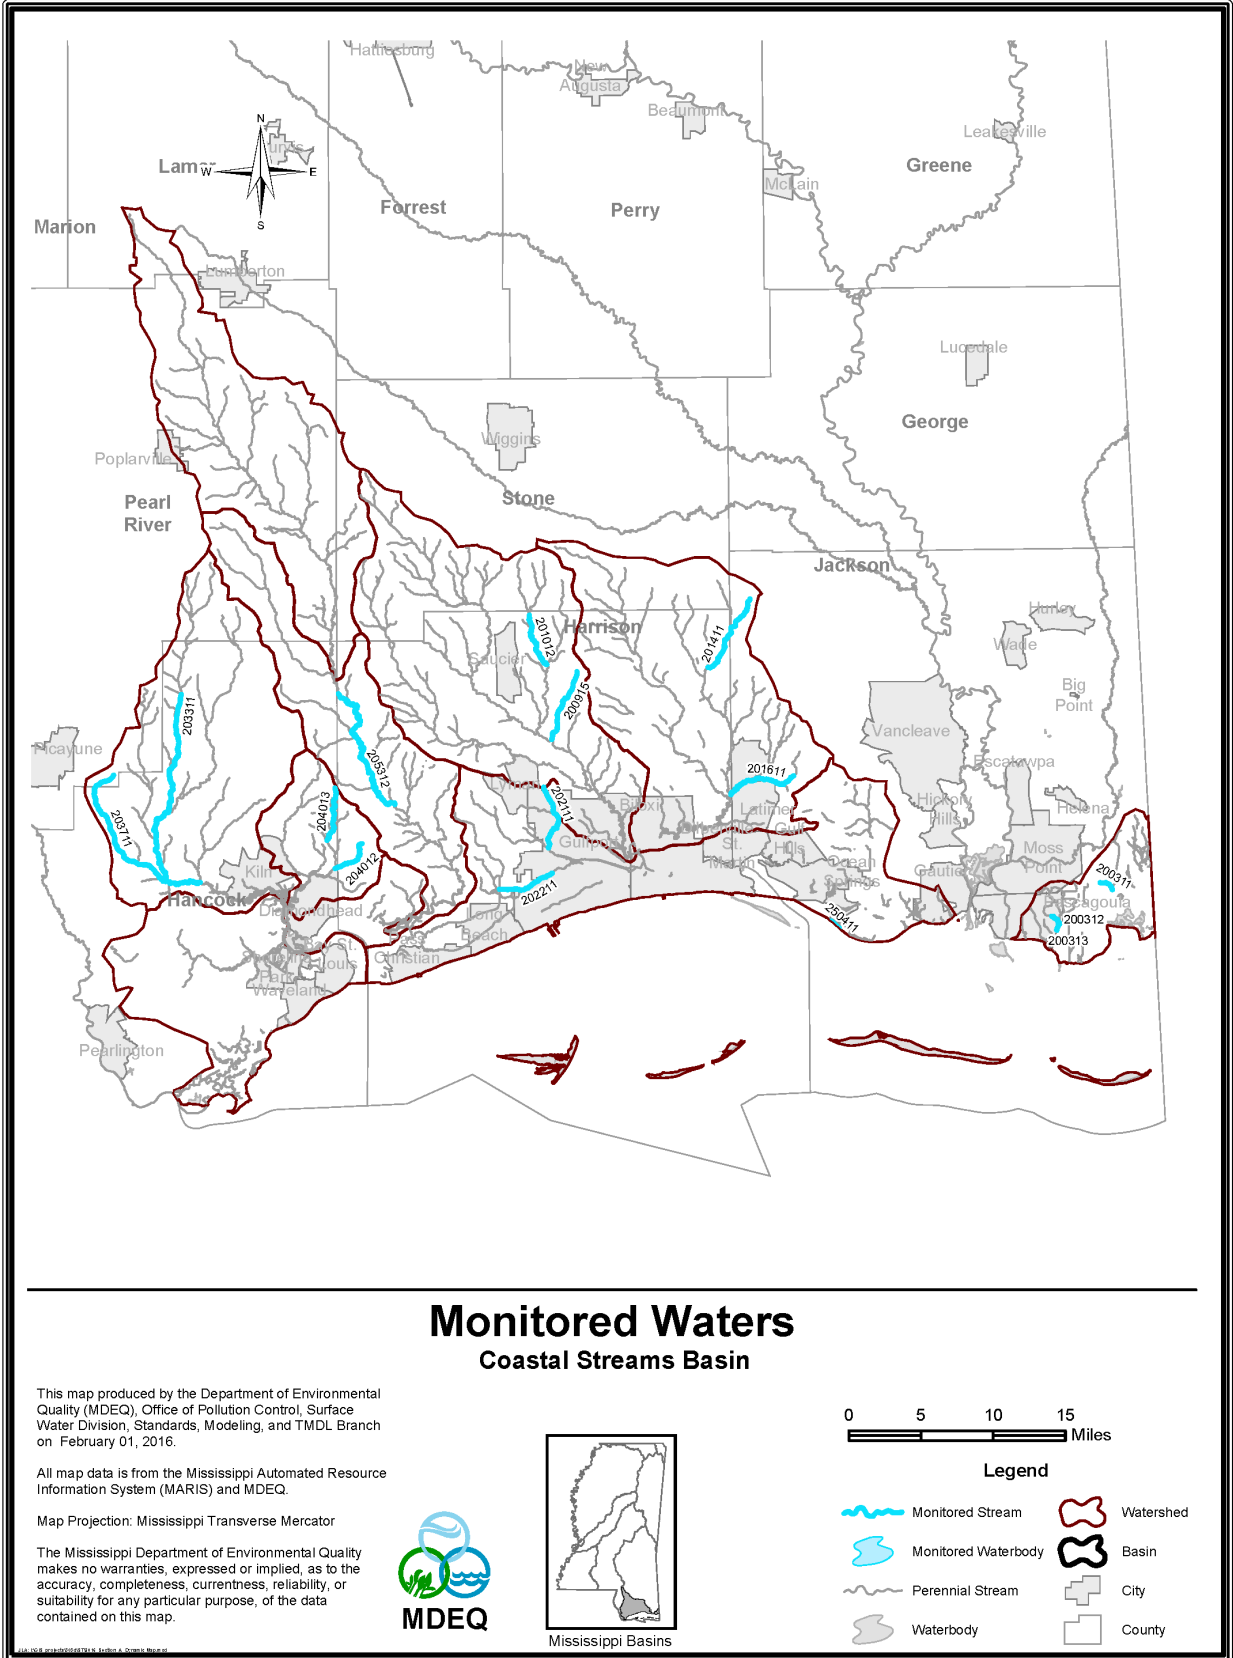 Hattiesburg
New
Augusta
Beaumont
Leakesville
N
W
E
S
Lamar
Greene
McLain
Forrest
Perry
Marion
Lumberton
Lucedale
George
Wiggins
Poplarville
Stone
Pearl
River
Jackson
Hurley
Harrison
201012
201411
Wade
Saucier
Big
Point
200915
203311
Vancleave
Picayune
205312
201611
Escatawpa
Lyman
202111
Biloxi
Latimer
Hickory
Hills
Helena
204013
203711
Gulfport
St.
Martin
Gulf
Hills
Moss
Point
Kiln
204012
Ocean
Springs
Gautier
200311
202211
Hancock
Diamondhead
Pascagoula
250411
200312
200313
Long
Beach
Pass
Christian
Bay St.
Louis
Shoreline
Park
Waveland
Pearlington
Monitored Waters
Coastal Streams Basin
This map produced by the Department of Environmental
Quality (MDEQ), Office of Pollution Control, Surface
Water Division, Standards, Modeling, and TMDL Branch
on February 01, 2016.
All map data is from the Mississippi Automated Resource
Information System (MARIS) and MDEQ.
Map Projection: Mississippi Transverse Mercator
The Mississippi Department of Environmental Quality
makes no warranties, expressed or implied, as to the
accuracy, completeness, currentness, reliability, or
suitability for any particular purpose, of the data
contained on this map.
MDEQ
Mississippi Basins
0 5 10 15
Miles
Legend
Monitored Stream
Watershed
Monitored Waterbody
Basin
Perennial Stream
City
Waterbody
County